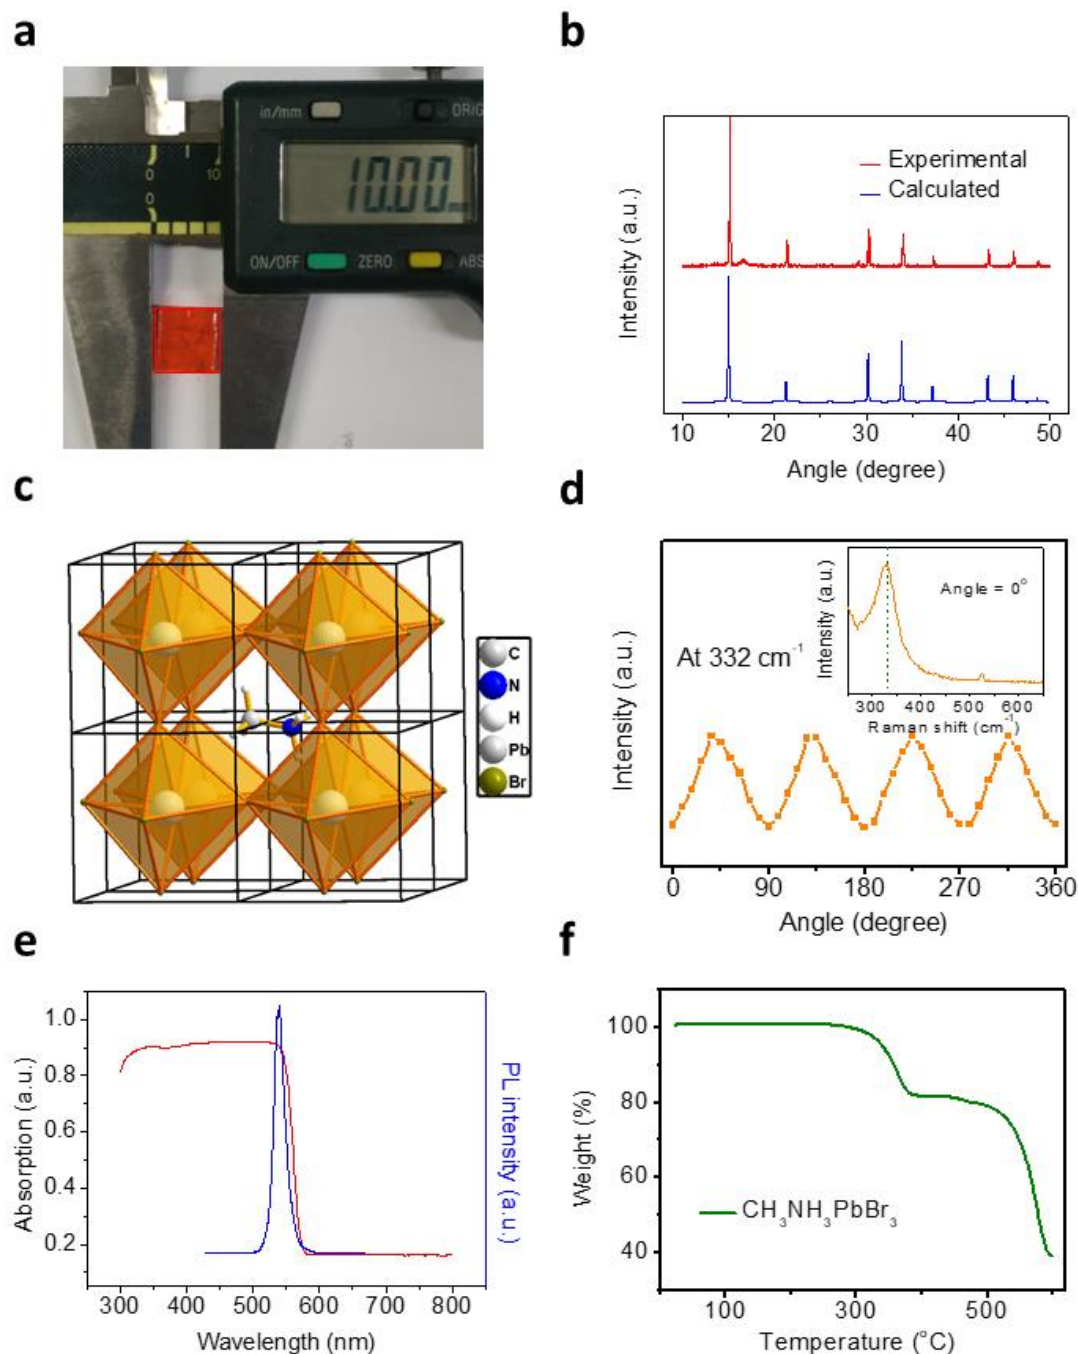 a
in/mm
ORIG
0
10
0
10.00
mm
ON/OFF
ZERO
ABS
b
Intensity (a.u.)
Experimental
Calculated
10 20 30 40 50
Angle (degree)
c
C
N
H
Pb
Br
d
Intensity (a.u.)
At 332 cm⁻¹
Intensity (a.u.)
Angle = 0°
300 400 500 600
Raman shift (cm⁻¹)
0 90 180 270 360
Angle (degree)
e
Absorption (a.u.)
1.0
0.8
0.6
0.4
0.2
PL intensity (a.u.)
300 400 500 600 700 800
Wavelength (nm)
f
Weight (%)
100
80
60
40
CH₃NH₃PbBr₃
100 300 500
Temperature (°C)